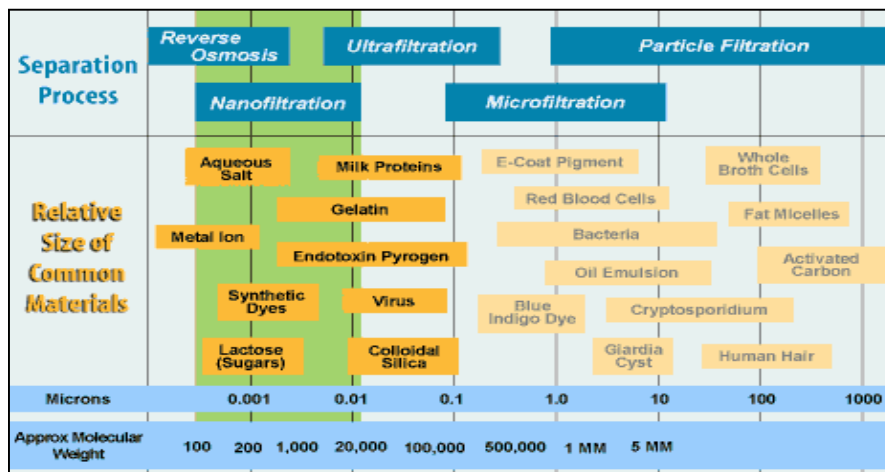 Reverse
Osmosis
Ultrafiltration
Particle Filtration
Separation
Process
Nanofiltration
Microfiltration
Aqueous
Salt
Milk Proteins
E-Coat Pigment
Whole
Broth Cells
Red Blood Cells
Gelatin
Fat Micelles
Relative
Size of
Common
Materials
Metal Ion
Bacteria
Endotoxin Pyrogen
Activated
Carbon
Oil Emulsion
Synthetic
Dyes
Virus
Blue
Indigo Dye
Cryptosporidium
Lactose
(Sugars)
Colloidal
Silica
Giardia
Cyst
Human Hair
Microns 0.001 0.01 0.1 1.0 10 100 1000
Approx Molecular
Weight
100 200 1,000 20,000 100,000 500,000 1 MM 5 MM